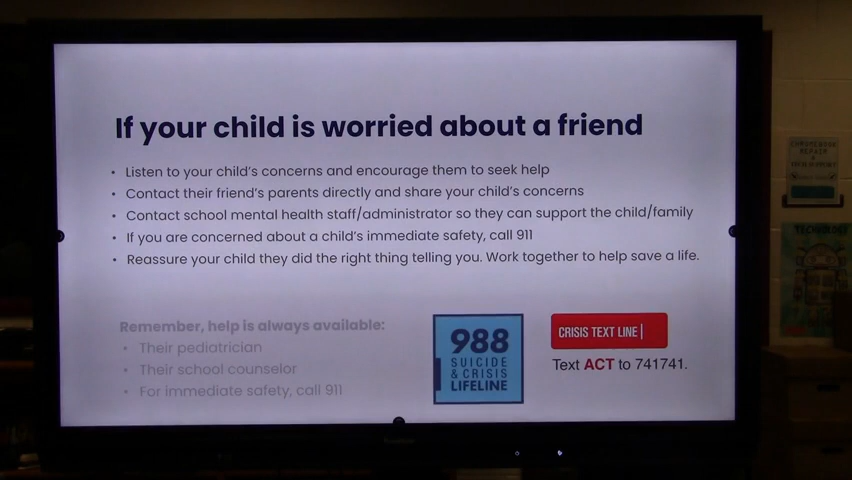 If your child is worried about a friend
• Listen to your child's concerns and encourage them to seek help
• Contact their friend's parents directly and share your child's concerns
• Contact school mental health staff/administrator so they can support the child/family
• If you are concerned about a child's immediate safety, call 911
• Reassure your child they did the right thing telling you. Work together to help save a life.
Remember, help is always available:
• Their pediatrician
• Their school counselor
• For immediate safety, call 911
988
SUICIDE
& CRISIS
LIFELINE
CRISIS TEXT LINE|
Text ACT to 741741.
CHROMEBOOK
REPAIR
TECHNOLOGY